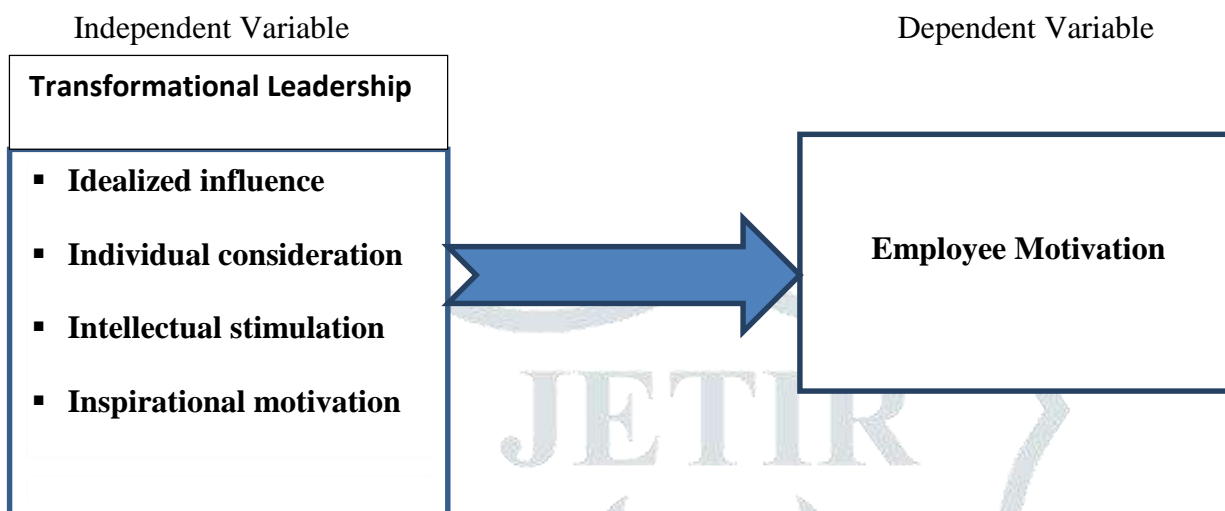 Independent Variable
Dependent Variable
Transformational Leadership
▪ Idealized influence
▪ Individual consideration
▪ Intellectual stimulation
▪ Inspirational motivation
Employee Motivation
JETIR